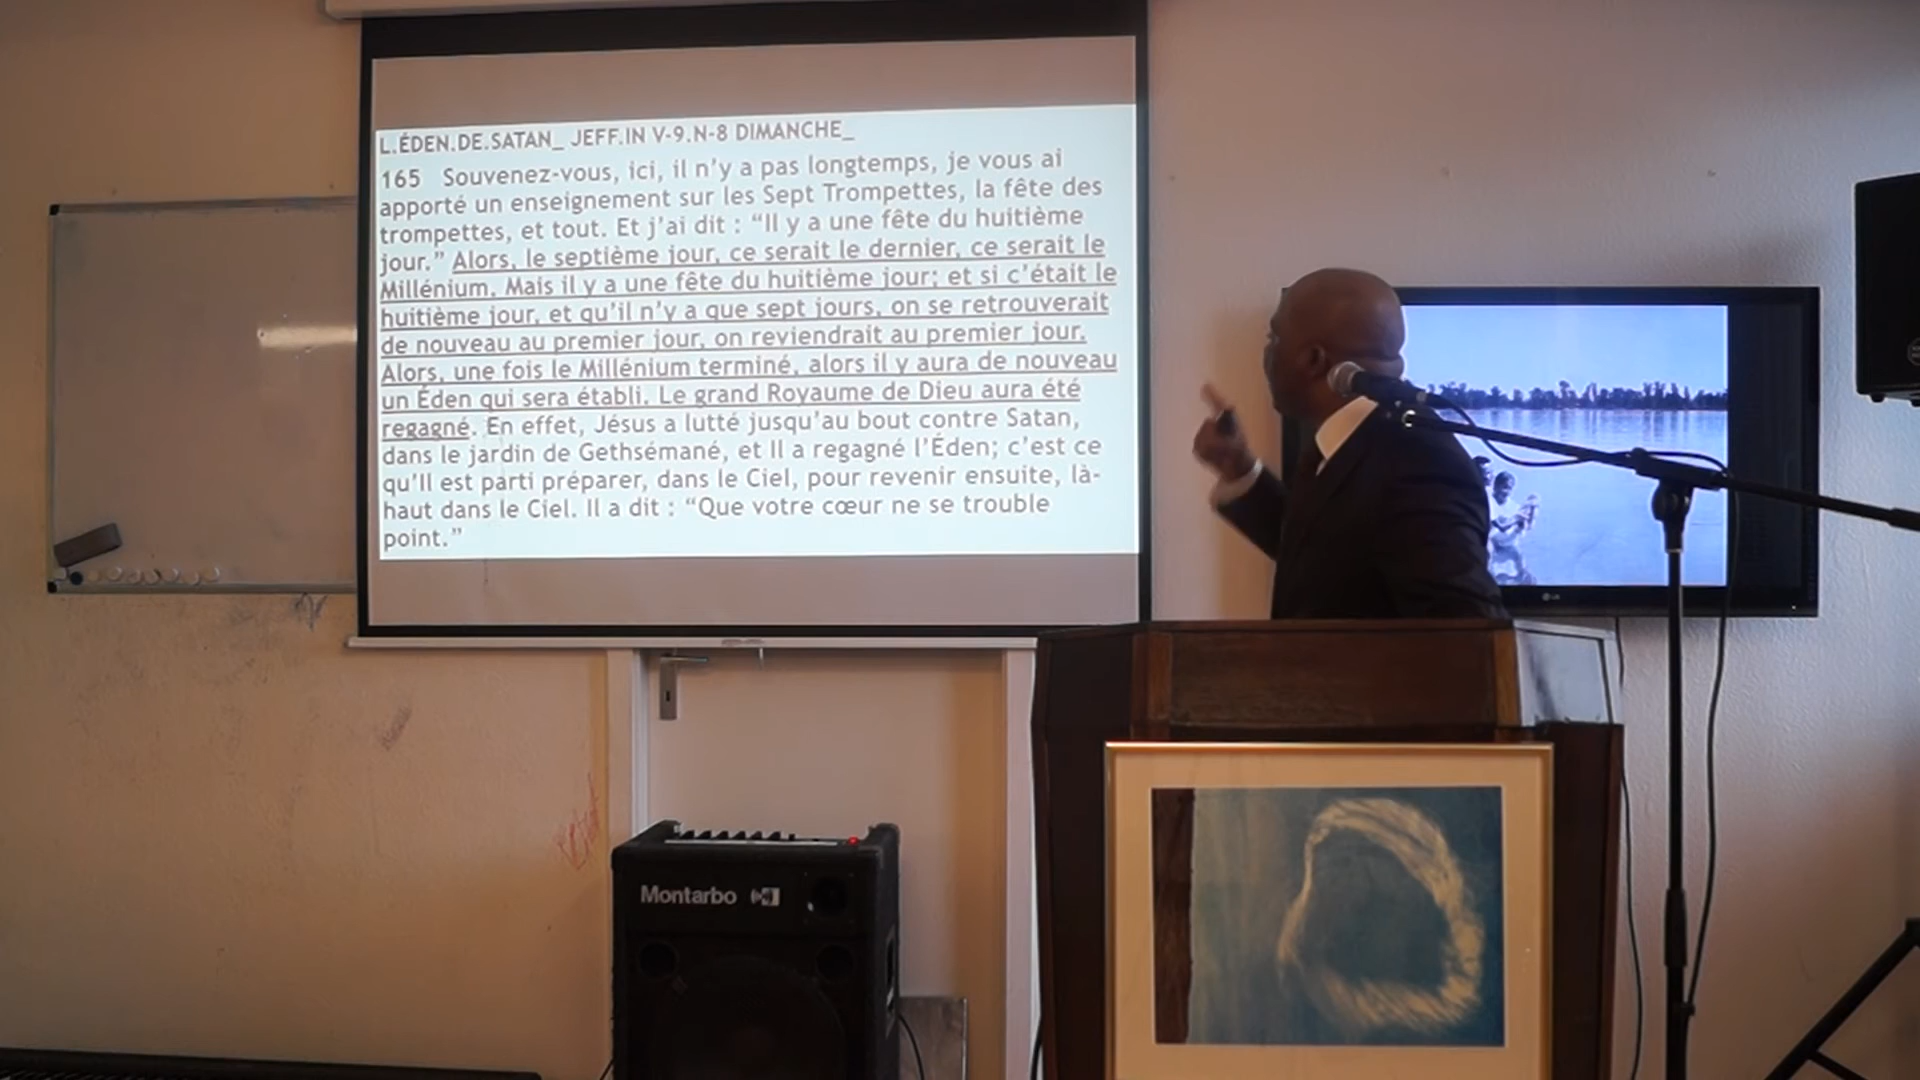 L.ÉDEN.DE.SATAN_ JEFF.IN V-9.N-8 DIMANCHE_
165 Souvenez-vous, ici, il n’y a pas longtemps, je vous ai
apporté un enseignement sur les Sept Trompettes, la fête des
trompettes, et tout. Et j’ai dit : “Il y a une fête du huitième
jour.” Alors, le septième jour, ce serait le dernier, ce serait le
Millénium. Mais il y a une fête du huitième jour; et si c’était le
huitième jour, et qu’il n’y a que sept jours, on se retrouverait
de nouveau au premier jour, on reviendrait au premier jour.
Alors, une fois le Millénium terminé, alors il y aura de nouveau
un Éden qui sera établi. Le grand Royaume de Dieu aura été
regagné. En effet, Jésus a lutté jusqu’au bout contre Satan,
dans le jardin de Gethsémané, et Il a regagné l’Éden; c’est ce
qu’Il est parti préparer, dans le Ciel, pour revenir ensuite, là-
haut dans le Ciel. Il a dit : “Que votre cœur ne se trouble
point.”
LG
Montarbo